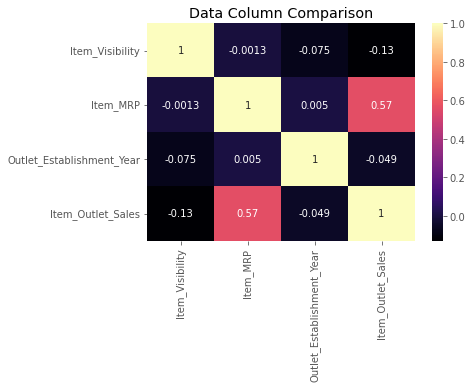 Data Column Comparison
Item_Visibility
1
-0.0013
-0.075
-0.13
Item_MRP
-0.0013
1
0.005
0.57
Outlet_Establishment_Year
-0.075
0.005
1
-0.049
Item_Outlet_Sales
-0.13
0.57
-0.049
1
Item_Visibility
Item_MRP
Outlet_Establishment_Year
Item_Outlet_Sales
1.0
0.8
0.6
0.4
0.2
0.0